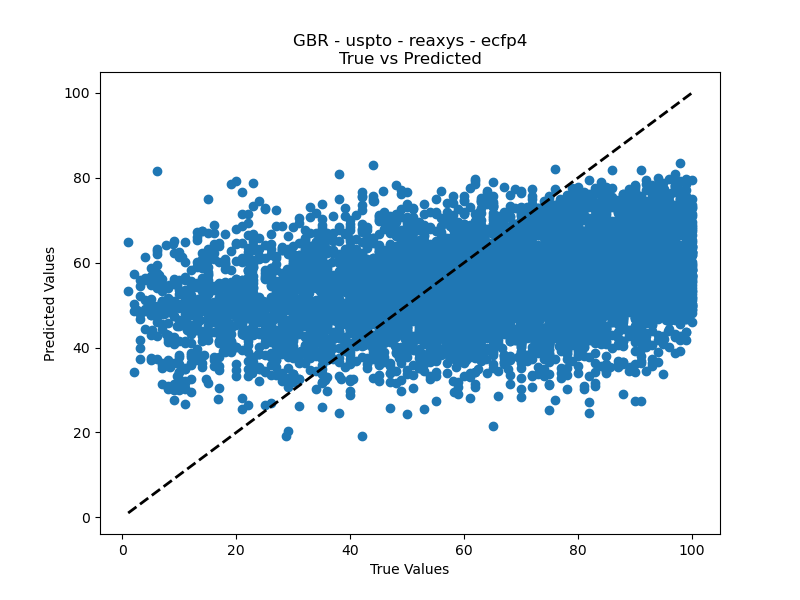 GBR - uspto - reaxys - ecfp4
True vs Predicted
100
80
60
40
20
0
Predicted Values
0 20 40 60 80 100
True Values